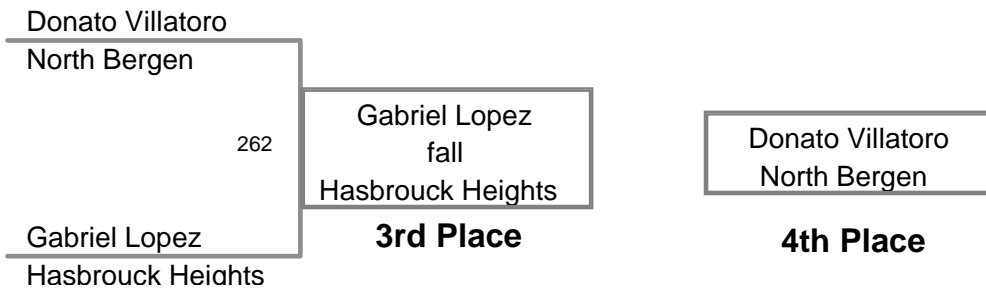 Donato Villatoro
North Bergen
262
Gabriel Lopez
Hasbrouck Heights
Gabriel Lopez
fall
Hasbrouck Heights
3rd Place
Donato Villatoro
North Bergen
4th Place